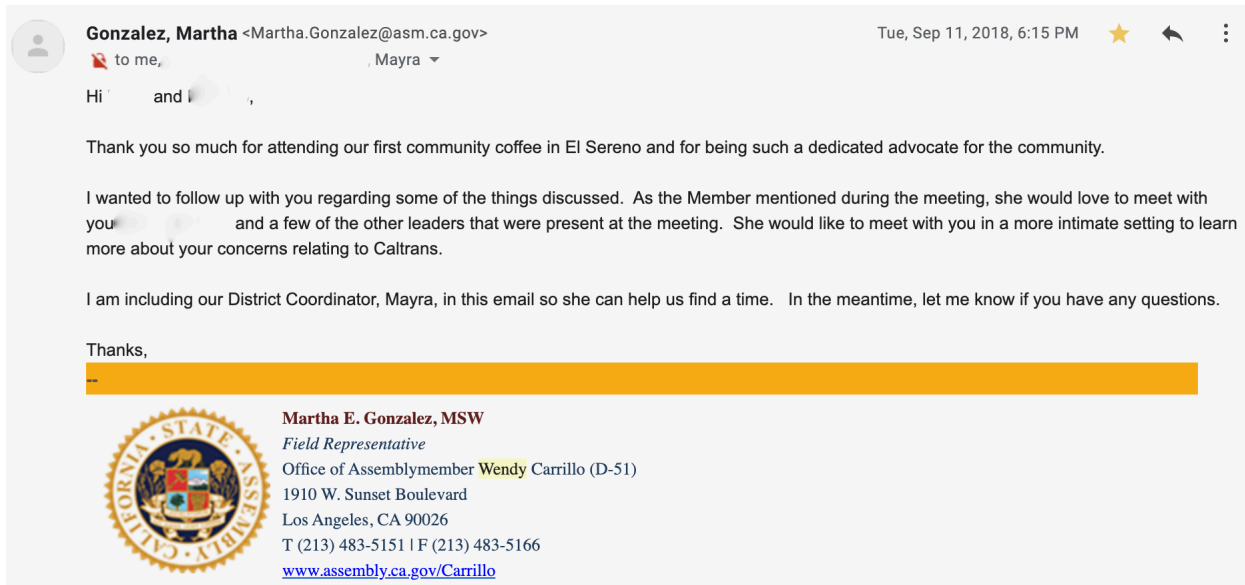 Gonzalez, Martha <Martha.Gonzalez@asm.ca.gov>
Tue, Sep 11, 2018, 6:15 PM
to me, , Mayra
Hi and ,
Thank you so much for attending our first community coffee in El Sereno and for being such a dedicated advocate for the community.
I wanted to follow up with you regarding some of the things discussed. As the Member mentioned during the meeting, she would love to meet with
you and a few of the other leaders that were present at the meeting. She would like to meet with you in a more intimate setting to learn
more about your concerns relating to Caltrans.
I am including our District Coordinator, Mayra, in this email so she can help us find a time. In the meantime, let me know if you have any questions.
Thanks,
--
CALIFORNIA STATE ASSEMBLY
Martha E. Gonzalez, MSW
Field Representative
Office of Assemblymember Wendy Carrillo (D-51)
1910 W. Sunset Boulevard
Los Angeles, CA 90026
T (213) 483-5151 | F (213) 483-5166
www.assembly.ca.gov/Carrillo